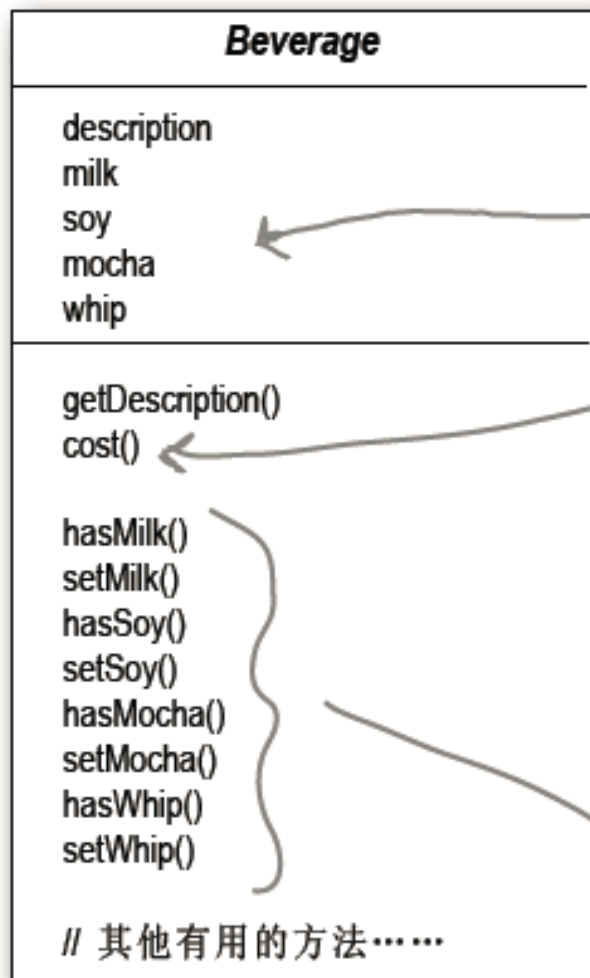 Beverage
description
milk
soy
mocha
whip
getDescription()
cost()
hasMilk()
setMilk()
hasSoy()
setSoy()
hasMocha()
setMocha()
hasWhip()
setWhip()
// 其他有用的方法……